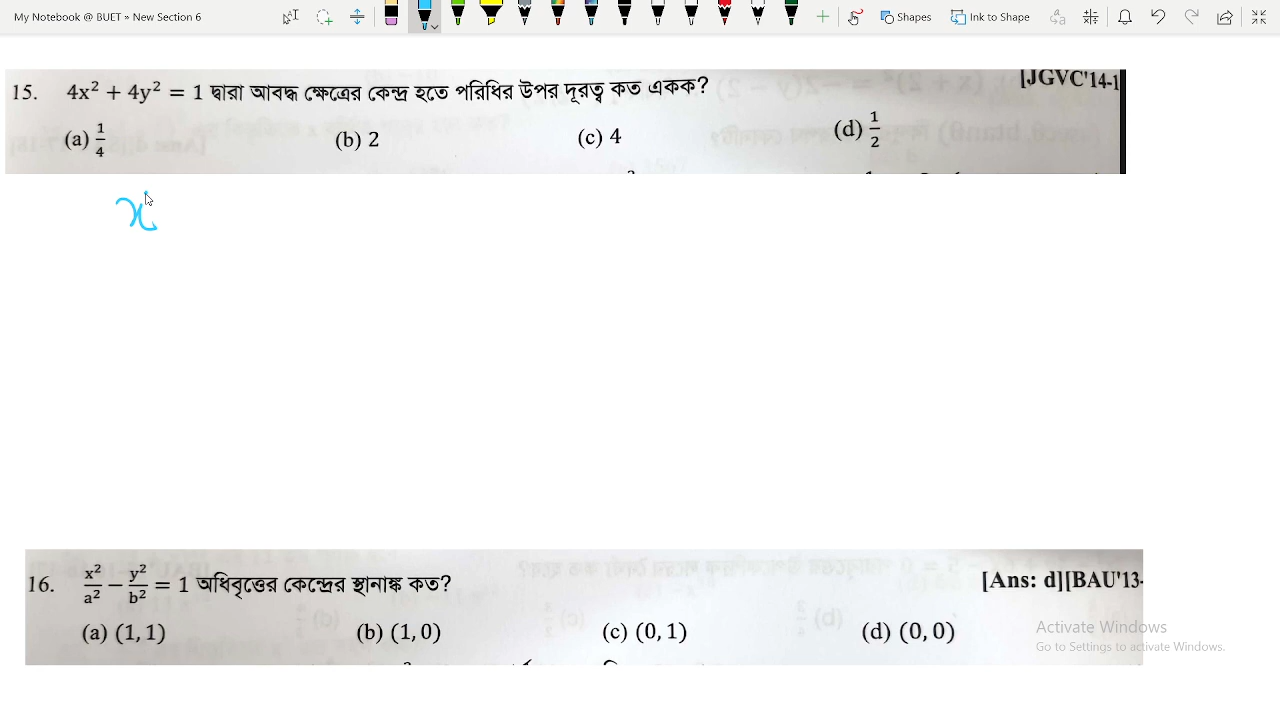 My Notebook @ BUET » New Section 6
Shapes
Ink to Shape
15. 4x² + 4y² = 1 দ্বারা আবদ্ধ ক্ষেত্রের কেন্দ্র হতে পরিধির উপর দূরত্ব কত একক? [JGVC'14-1
(a) 1/4 (b) 2 (c) 4 (d) 1/2
x
16. x²/a² − y²/b² = 1 অধিবৃত্তের কেন্দ্রের স্থানাঙ্ক কত? [Ans: d][BAU'13-
(a) (1, 1) (b) (1, 0) (c) (0, 1) (d) (0, 0)
Activate Windows
Go to Settings to activate Windows.